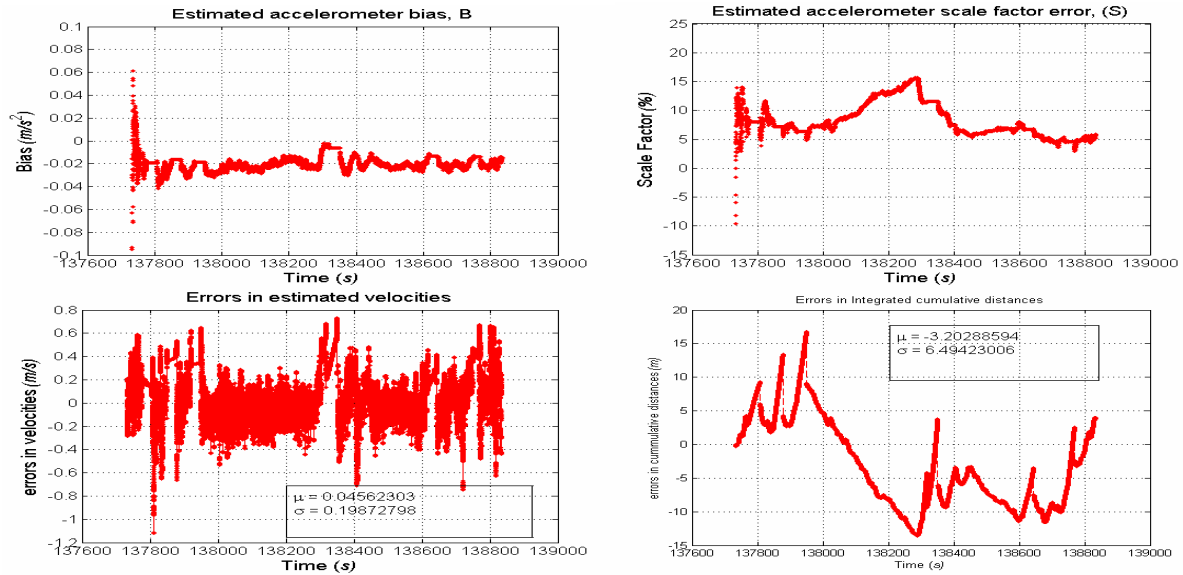 Estimated accelerometer bias, B
0.1
0.08
0.06
0.04
0.02
0
-0.02
-0.04
-0.06
-0.08
-0.1
Bias (m/s²)
137600 137800 138000 138200 138400 138600 138800 139000
Time (s)
Estimated accelerometer scale factor error, (S)
25
20
15
10
5
0
-5
-10
-15
Scale Factor (%)
137600 137800 138000 138200 138400 138600 138800 139000
Time (s)
Errors in estimated velocities
0.8
0.6
0.4
0.2
0
-0.2
-0.4
-0.6
-0.8
-1
-1.2
errors in velocities (m/s)
μ = 0.04562303
σ = 0.19872798
137600 137800 138000 138200 138400 138600 138800 139000
Time (s)
Errors in Integrated cumulative distances
20
15
10
5
0
-5
-10
-15
errors in cummulative distances (m)
μ = -3.20288594
σ = 6.49423006
137600 137800 138000 138200 138400 138600 138800 139000
Time (s)